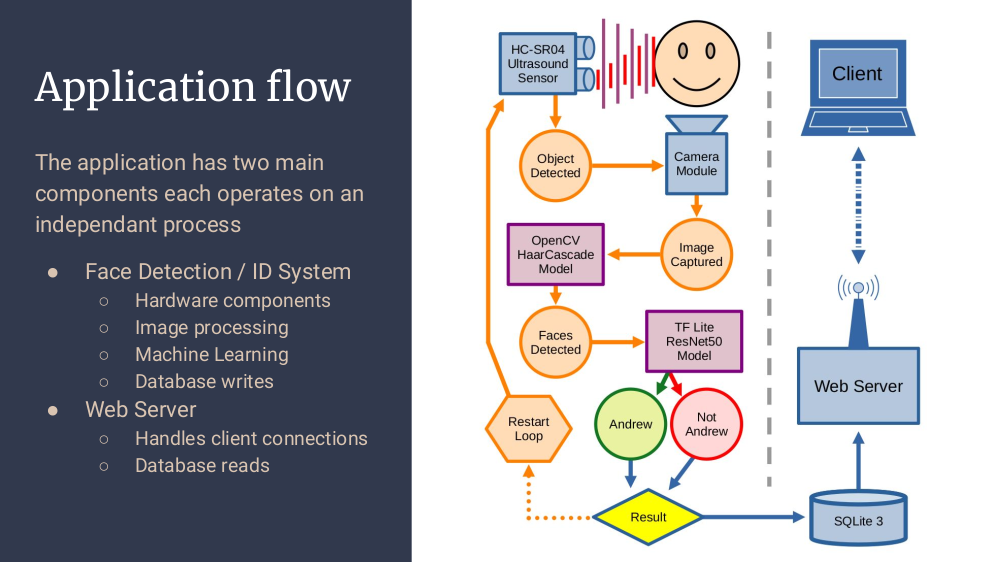 Application flow
The application has two main
components each operates on an
independant process
● Face Detection / ID System
○ Hardware components
○ Image processing
○ Machine Learning
○ Database writes
● Web Server
○ Handles client connections
○ Database reads
HC-SR04
Ultrasound
Sensor
Object
Detected
Camera
Module
Image
Captured
OpenCV
HaarCascade
Model
Faces
Detected
TF Lite
ResNet50
Model
Andrew
Not
Andrew
Restart
Loop
Result
Client
Web Server
SQLite 3